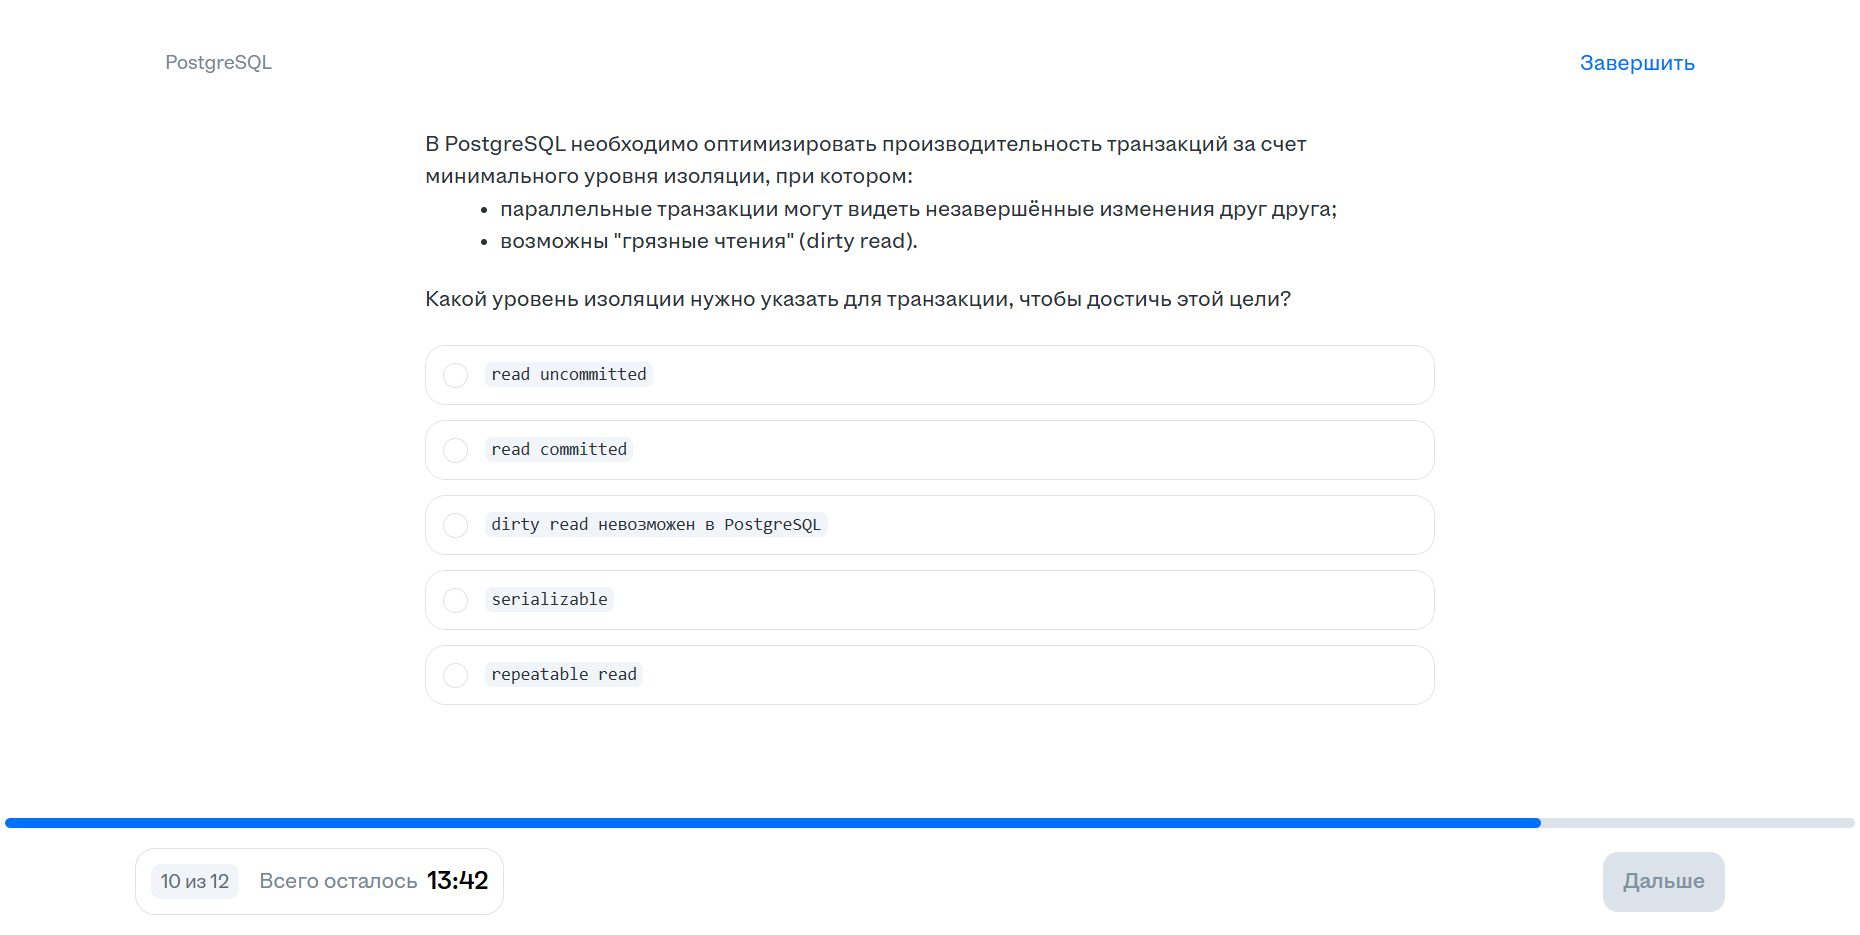 PostgreSQL
Завершить
В PostgreSQL необходимо оптимизировать производительность транзакций за счет
минимального уровня изоляции, при котором:
• параллельные транзакции могут видеть незавершённые изменения друг друга;
• возможны "грязные чтения" (dirty read).
Какой уровень изоляции нужно указать для транзакции, чтобы достичь этой цели?
read uncommitted
read committed
dirty read невозможен в PostgreSQL
serializable
repeatable read
10 из 12 Всего осталось 13:42
Дальше